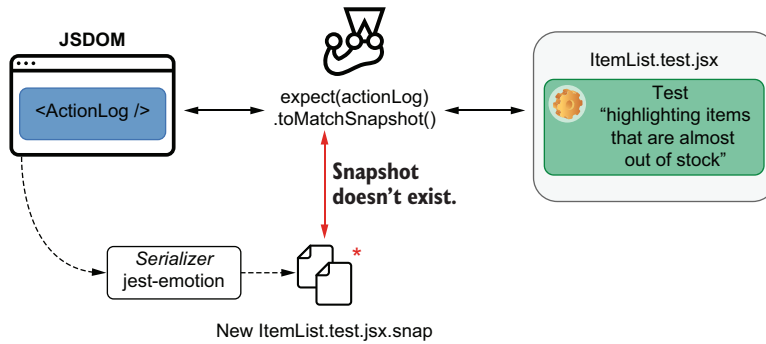 JSDOM
<ActionLog />
expect(actionLog)
.toMatchSnapshot()
ItemList.test.jsx
Test
“highlighting items
that are almost
out of stock”
Snapshot
doesn’t exist.
Serializer
jest-emotion
*
New ItemList.test.jsx.snap